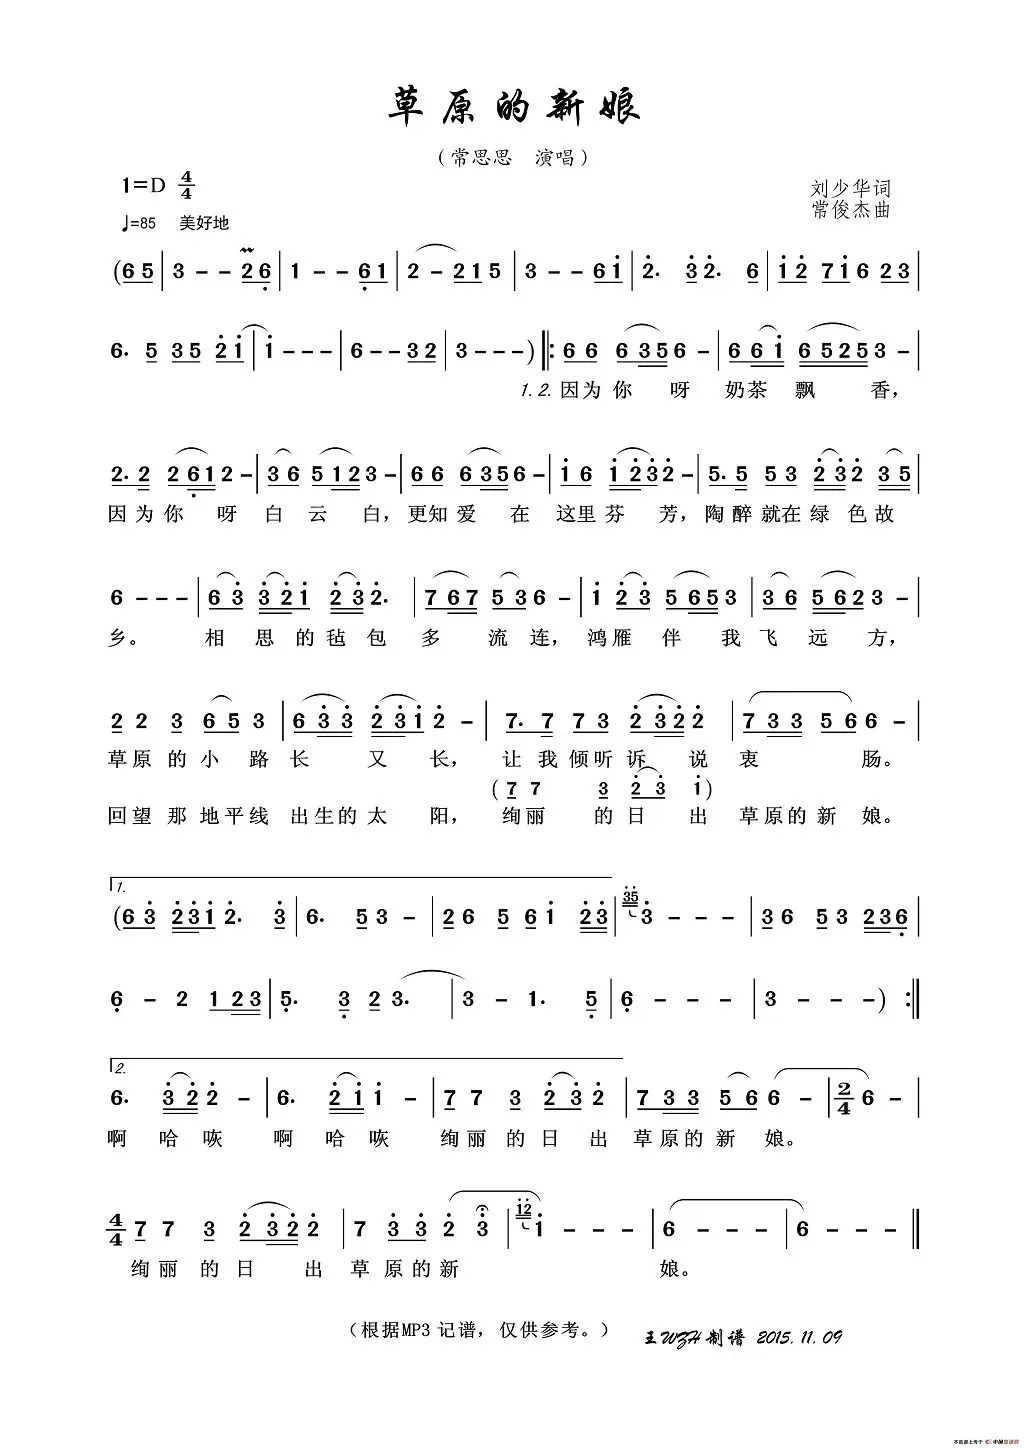 草原的新娘
（常思思 演唱）
1=D 4/4
刘少华词
♩=85 美好地
常俊杰曲
(6 5 | 3 - - 2 6 | 1 - - 6 1 | 2 - 2 1 5 | 3 - - 6 1 | 2. 3 2. 6 | 1 2 7 1 6 2 3 |
6. 5 3 5 2 1 | 1 - - - | 6 - - 3 2 | 3 - - - ) ‖: 6 6 6 3 5 6 - | 6 6 1 6 5 2 5 3 - |
1.2. 因为你 呀 奶茶 飘 香，
2. 2 2 6 1 2 - | 3 6 5 1 2 3 - | 6 6 6 3 5 6 - | 1 6 1 2 3 2 - | 5. 5 5 3 2 3 2 3 5 |
因为你 呀 白 云 白，更知 爱 在 这里芬 芳，陶醉就在绿色故
6 - - - | 6 3 3 2 1 2 3 2. | 7 6 7 5 3 6 - | 1 2 3 5 6 5 3 | 3 6 5 6 2 3 - |
乡。 相 思 的毡 包 多 流 连，鸿雁 伴 我 飞 远 方，
2 2 3 6 5 3 | 6 3 3 2 3 1 2 - | 7. 7 7 3 2 3 2 2 | 7 3 3 5 6 6 - |
草原 的小 路 长 又 长， 让 我倾听诉 说 衷 肠。
(7 7 3 2 3 1)
回望 那 地平线 出生的太 阳， 绚丽 的日 出 草原的新 娘。
1.
(6 3 2 3 1 2. 3 | 6. 5 3 - | 2 6 5 6 1 2 3 | 35 3 - - - | 3 6 5 3 2 3 6 |
6 - 2 1 2 3 | 5. 3 2 3. | 3 - 1. 5 | 6 - - - | 3 - - - ) :‖
2.
6. 3 2 2 - | 6. 2 1 1 - | 7 7 3 2 3 2 | 7 3 3 5 6 6 - | 2/4 6 - |
啊 哈 咴 啊 哈 咴 绚丽 的日 出 草原的新 娘。
4/4 7 7 3 2 3 2 2 | 7 3 3 2 3 | 12 1 - - - | 6 - - - | 6 - - - ‖
绚丽 的日 出 草 原的新 娘。
（根据MP3记谱，仅供参考。）
王WZH制谱 2015.11.09